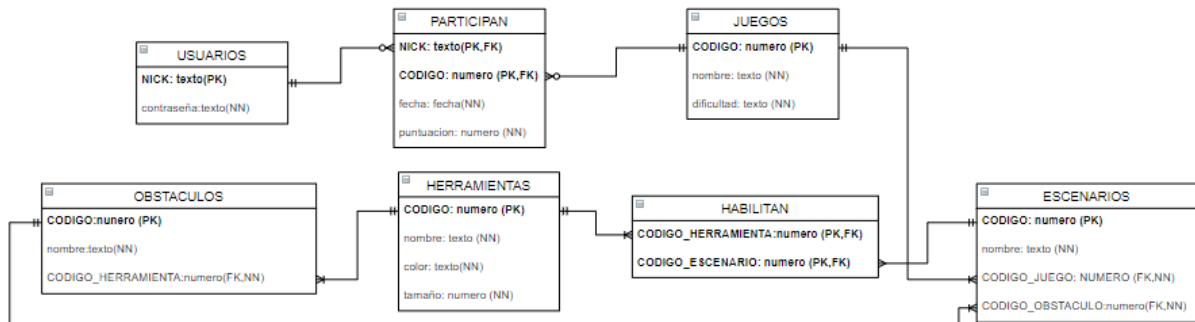 USUARIOS
NICK: texto(PK)
contraseña:texto(NN)
PARTICIPAN
NICK: texto(PK,FK)
CODIGO: numero (PK,FK)
fecha: fecha(NN)
puntuacion: numero (NN)
JUEGOS
CODIGO: numero (PK)
nombre: texto (NN)
dificultad: texto (NN)
OBSTACULOS
CODIGO:nunero (PK)
nombre:texto(NN)
CODIGO_HERRAMIENTA:numero(FK,NN)
HERRAMIENTAS
CODIGO: numero (PK)
nombre: texto (NN)
color: texto(NN)
tamaño: numero (NN)
HABILITAN
CODIGO_HERRAMIENTA:numero (PK,FK)
CODIGO_ESCENARIO: numero (PK,FK)
ESCENARIOS
CODIGO: numero (PK)
nombre: texto (NN)
CODIGO_JUEGO: NUMERO (FK,NN)
CODIGO_OBSTACULO:numero(FK,NN)